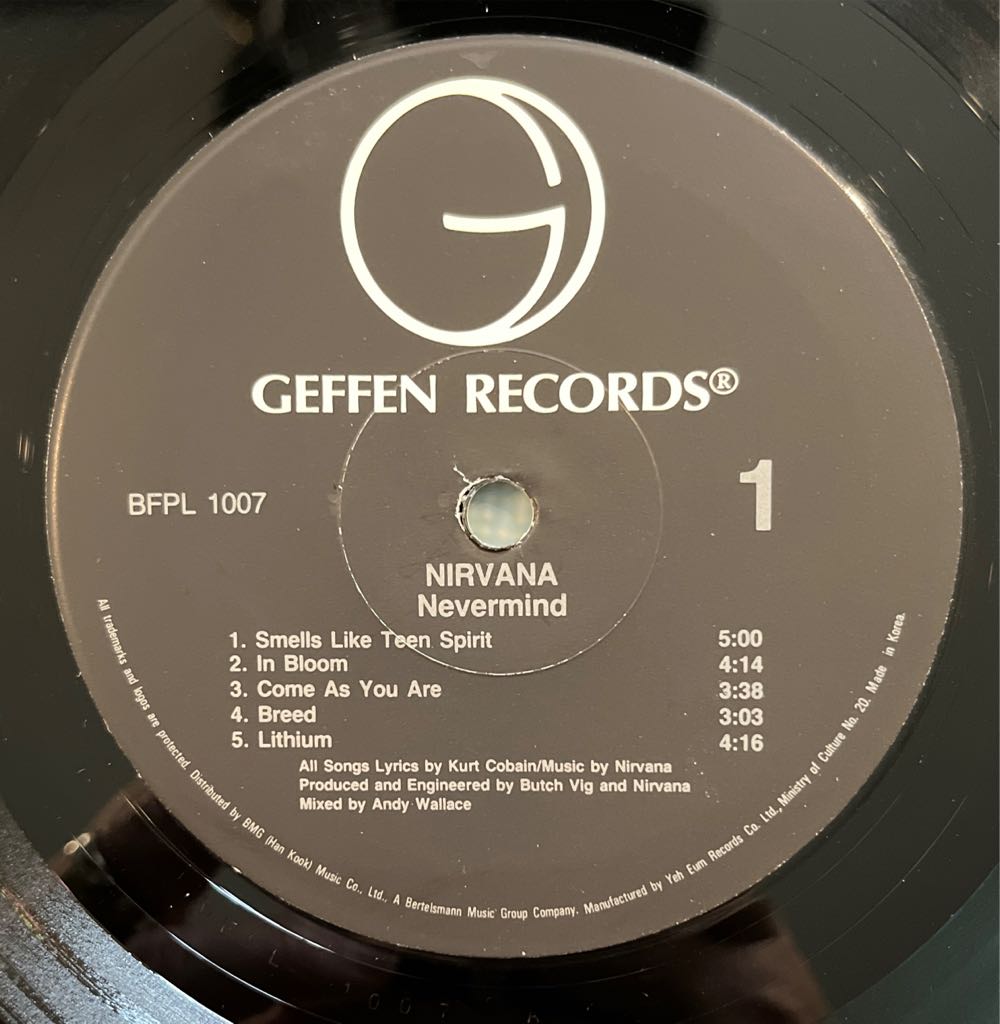 GEFFEN RECORDS®
BFPL 1007
1
NIRVANA
Nevermind
1. Smells Like Teen Spirit 5:00
2. In Bloom 4:14
3. Come As You Are 3:38
4. Breed 3:03
5. Lithium 4:16
All Songs Lyrics by Kurt Cobain/Music by Nirvana
Produced and Engineered by Butch Vig and Nirvana
Mixed by Andy Wallace
All trademarks and logos are protected. Distributed by BMG (Han Kook) Music Co., Ltd., A Bertelsmann Music Group Company. Manufactured by Yeh Eum Records Co. Ltd., Ministry of Culture No. 20. Made in Korea.